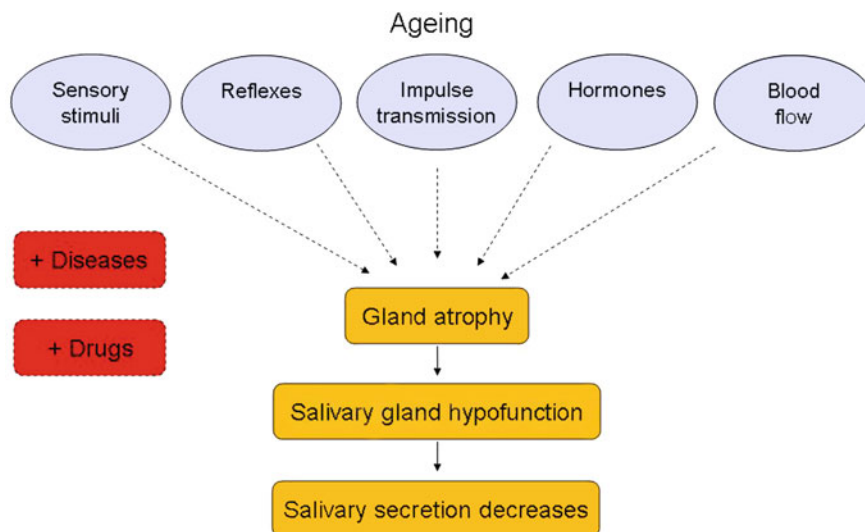 Ageing
Sensory
stimuli
Reflexes
Impulse
transmission
Hormones
Blood
flow
+ Diseases
+ Drugs
Gland atrophy
Salivary gland hypofunction
Salivary secretion decreases